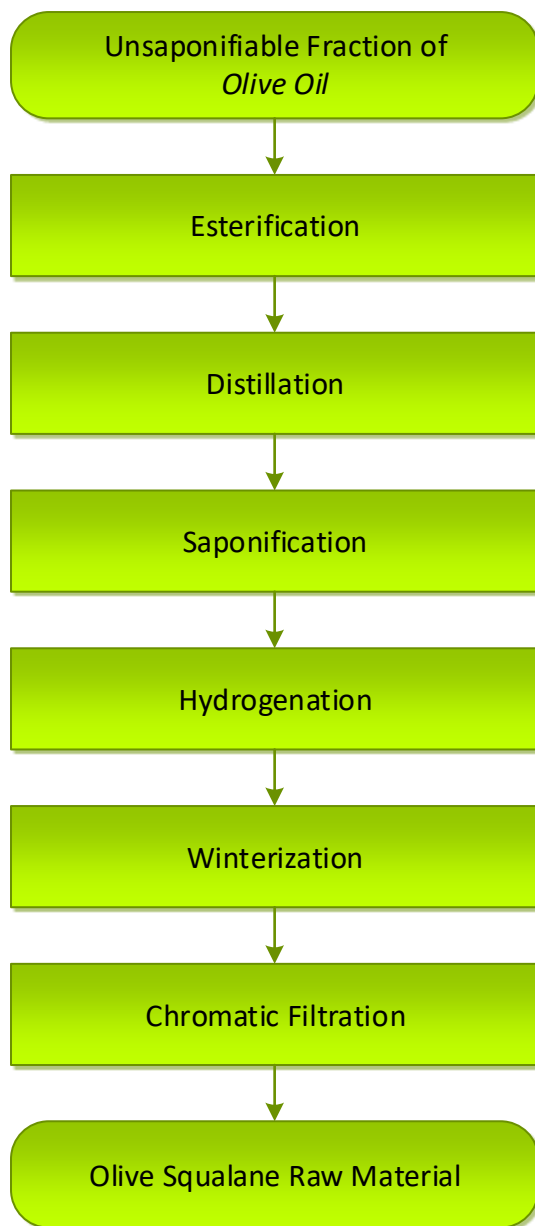 Unsaponifiable Fraction of
Olive Oil
Esterification
Distillation
Saponification
Hydrogenation
Winterization
Chromatic Filtration
Olive Squalane Raw Material